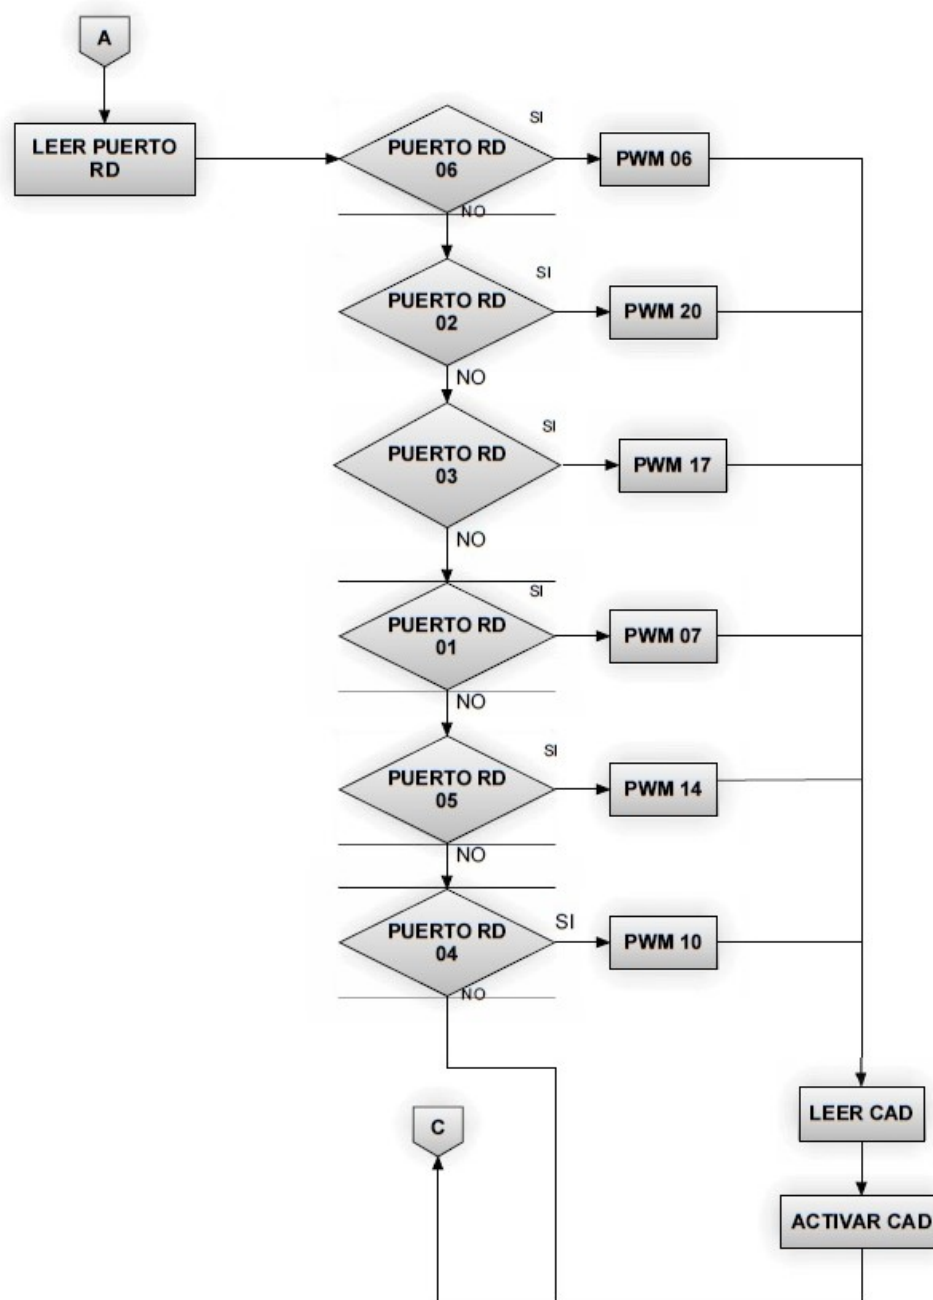 A
LEER PUERTO
RD
PUERTO RD
06
SI
PWM 06
NO
PUERTO RD
02
SI
PWM 20
NO
PUERTO RD
03
SI
PWM 17
NO
PUERTO RD
01
SI
PWM 07
NO
PUERTO RD
05
SI
PWM 14
NO
PUERTO RD
04
SI
PWM 10
NO
C
LEER CAD
ACTIVAR CAD